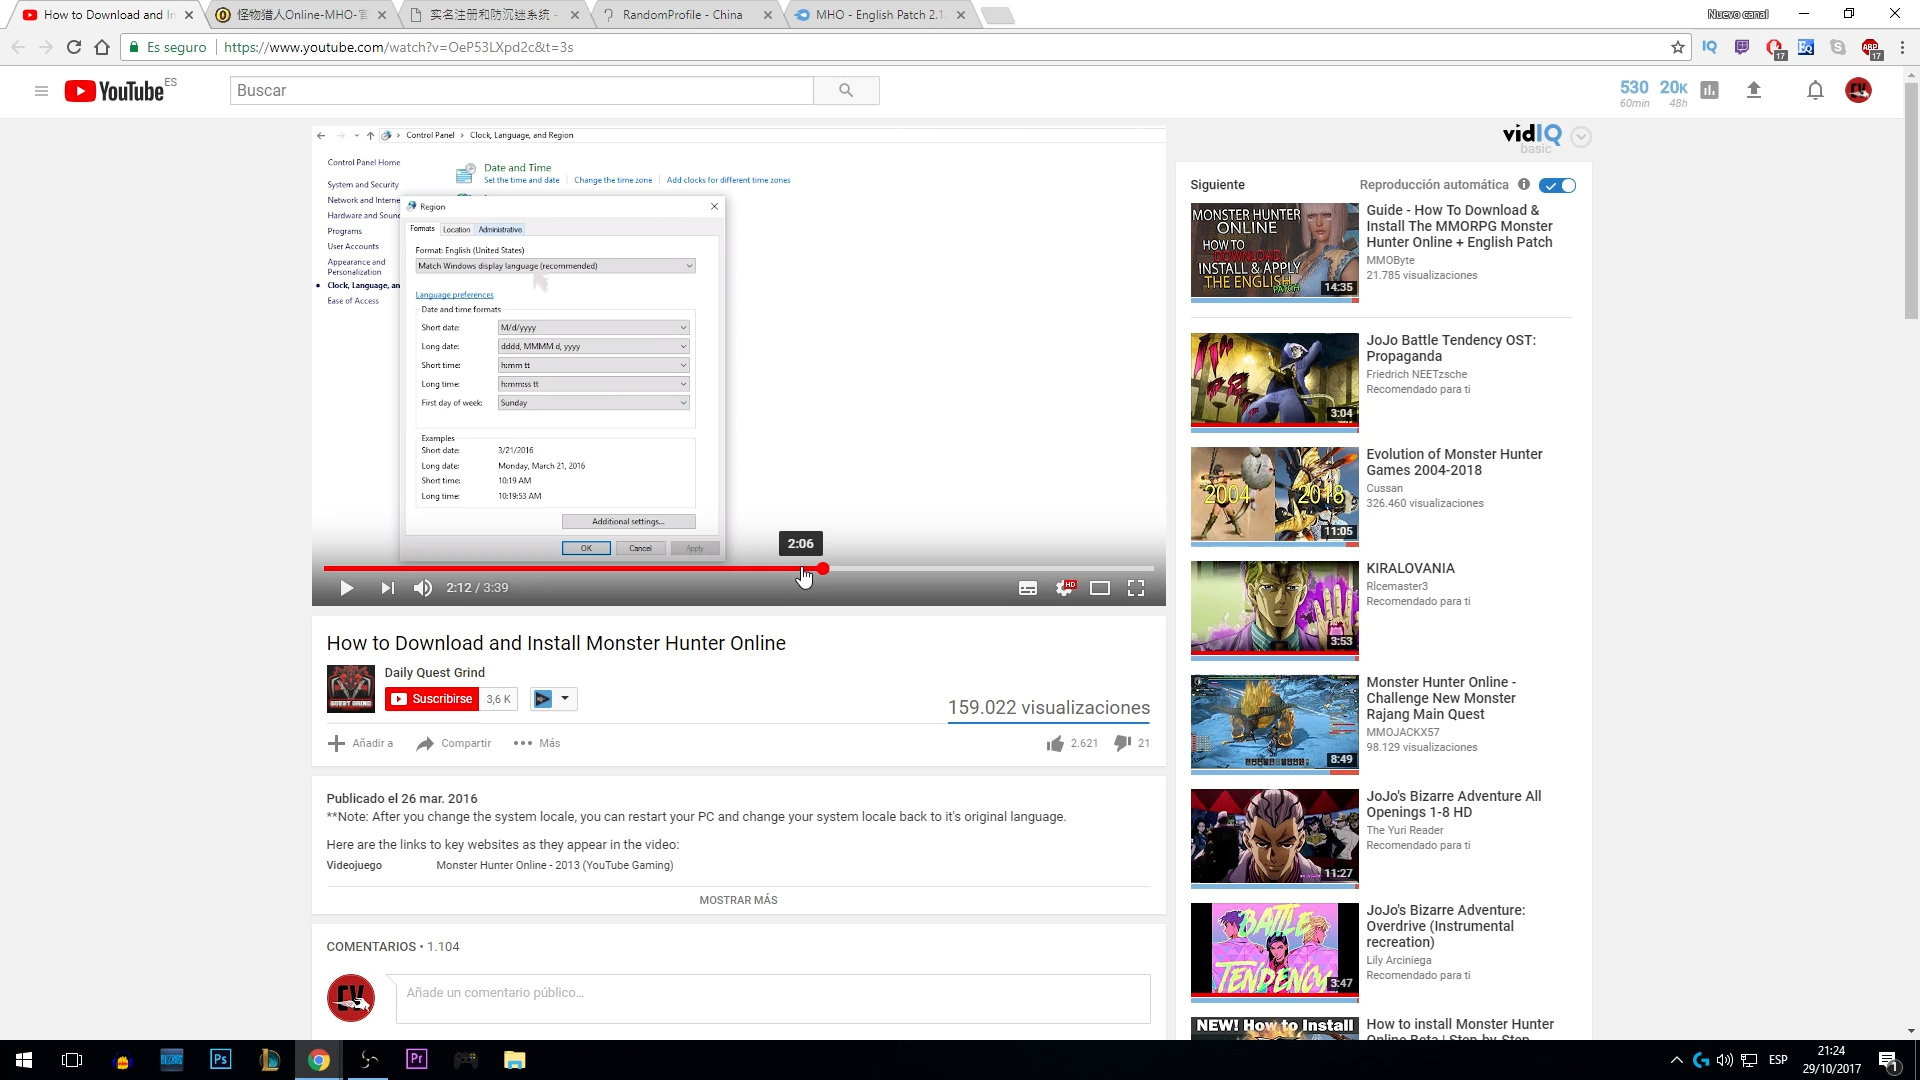 How to Download and In
怪物猎人Online-MHO-官
实名注册和防沉迷系统 -
RandomProfile - China
MHO - English Patch 2.1.
Nuevo canal
Es seguro
https://www.youtube.com/watch?v=OeP53LXpd2c&t=3s
IQ
17
EQ
ABP
17
YouTube ES
Buscar
530
60min
20K
48h
CV
Control Panel > Clock, Language, and Region
Control Panel Home
System and Security
Network and Interne
Hardware and Soun
Programs
User Accounts
Appearance and
Personalization
Clock, Language, an
Ease of Access
Date and Time
Set the time and date
Change the time zone
Add clocks for different time zones
Region
Formats
Location
Administrative
Format: English (United States)
Match Windows display language (recommended)
Language preferences
Date and time formats
Short date:
M/d/yyyy
Long date:
dddd, MMMM d, yyyy
Short time:
h:mm tt
Long time:
h:mm:ss tt
First day of week:
Sunday
Examples
Short date:
3/21/2016
Long date:
Monday, March 21, 2016
Short time:
10:19 AM
Long time:
10:19:53 AM
Additional settings...
OK
Cancel
Apply
2:06
2:12 / 3:39
HD
How to Download and Install Monster Hunter Online
QUEST GRIND
Daily Quest Grind
Suscribirse
3,6 K
159.022 visualizaciones
Añadir a
Compartir
Más
2.621
21
Publicado el 26 mar. 2016
**Note: After you change the system locale, you can restart your PC and change your system locale back to it's original language.
Here are the links to key websites as they appear in the video:
Videojuego
Monster Hunter Online - 2013 (YouTube Gaming)
MOSTRAR MÁS
COMENTARIOS • 1.104
CV
Añade un comentario público...
vidIQ
basic
Siguiente
Reproducción automática
MONSTER HUNTER
ONLINE
HOW TO
DOWNLOAD,
INSTALL & APPLY
THE ENGLISH
PATCH
14:35
Guide - How To Download &
Install The MMORPG Monster
Hunter Online + English Patch
MMOByte
21.785 visualizaciones
3:04
JoJo Battle Tendency OST:
Propaganda
Friedrich NEETzsche
Recomendado para ti
2004
2018
11:05
Evolution of Monster Hunter
Games 2004-2018
Cussan
326.460 visualizaciones
3:53
KIRALOVANIA
Rlcemaster3
Recomendado para ti
8:49
Monster Hunter Online -
Challenge New Monster
Rajang Main Quest
MMOJACKX57
98.129 visualizaciones
11:27
JoJo's Bizarre Adventure All
Openings 1-8 HD
The Yuri Reader
Recomendado para ti
BATTLE
TENDENCY
3:47
JoJo's Bizarre Adventure:
Overdrive (Instrumental
recreation)
Lily Arciniega
Recomendado para ti
NEW! How to Install
How to install Monster Hunter
Online Beta | Step-by-Step
Ps
Pr
ESP
21:24
29/10/2017
1